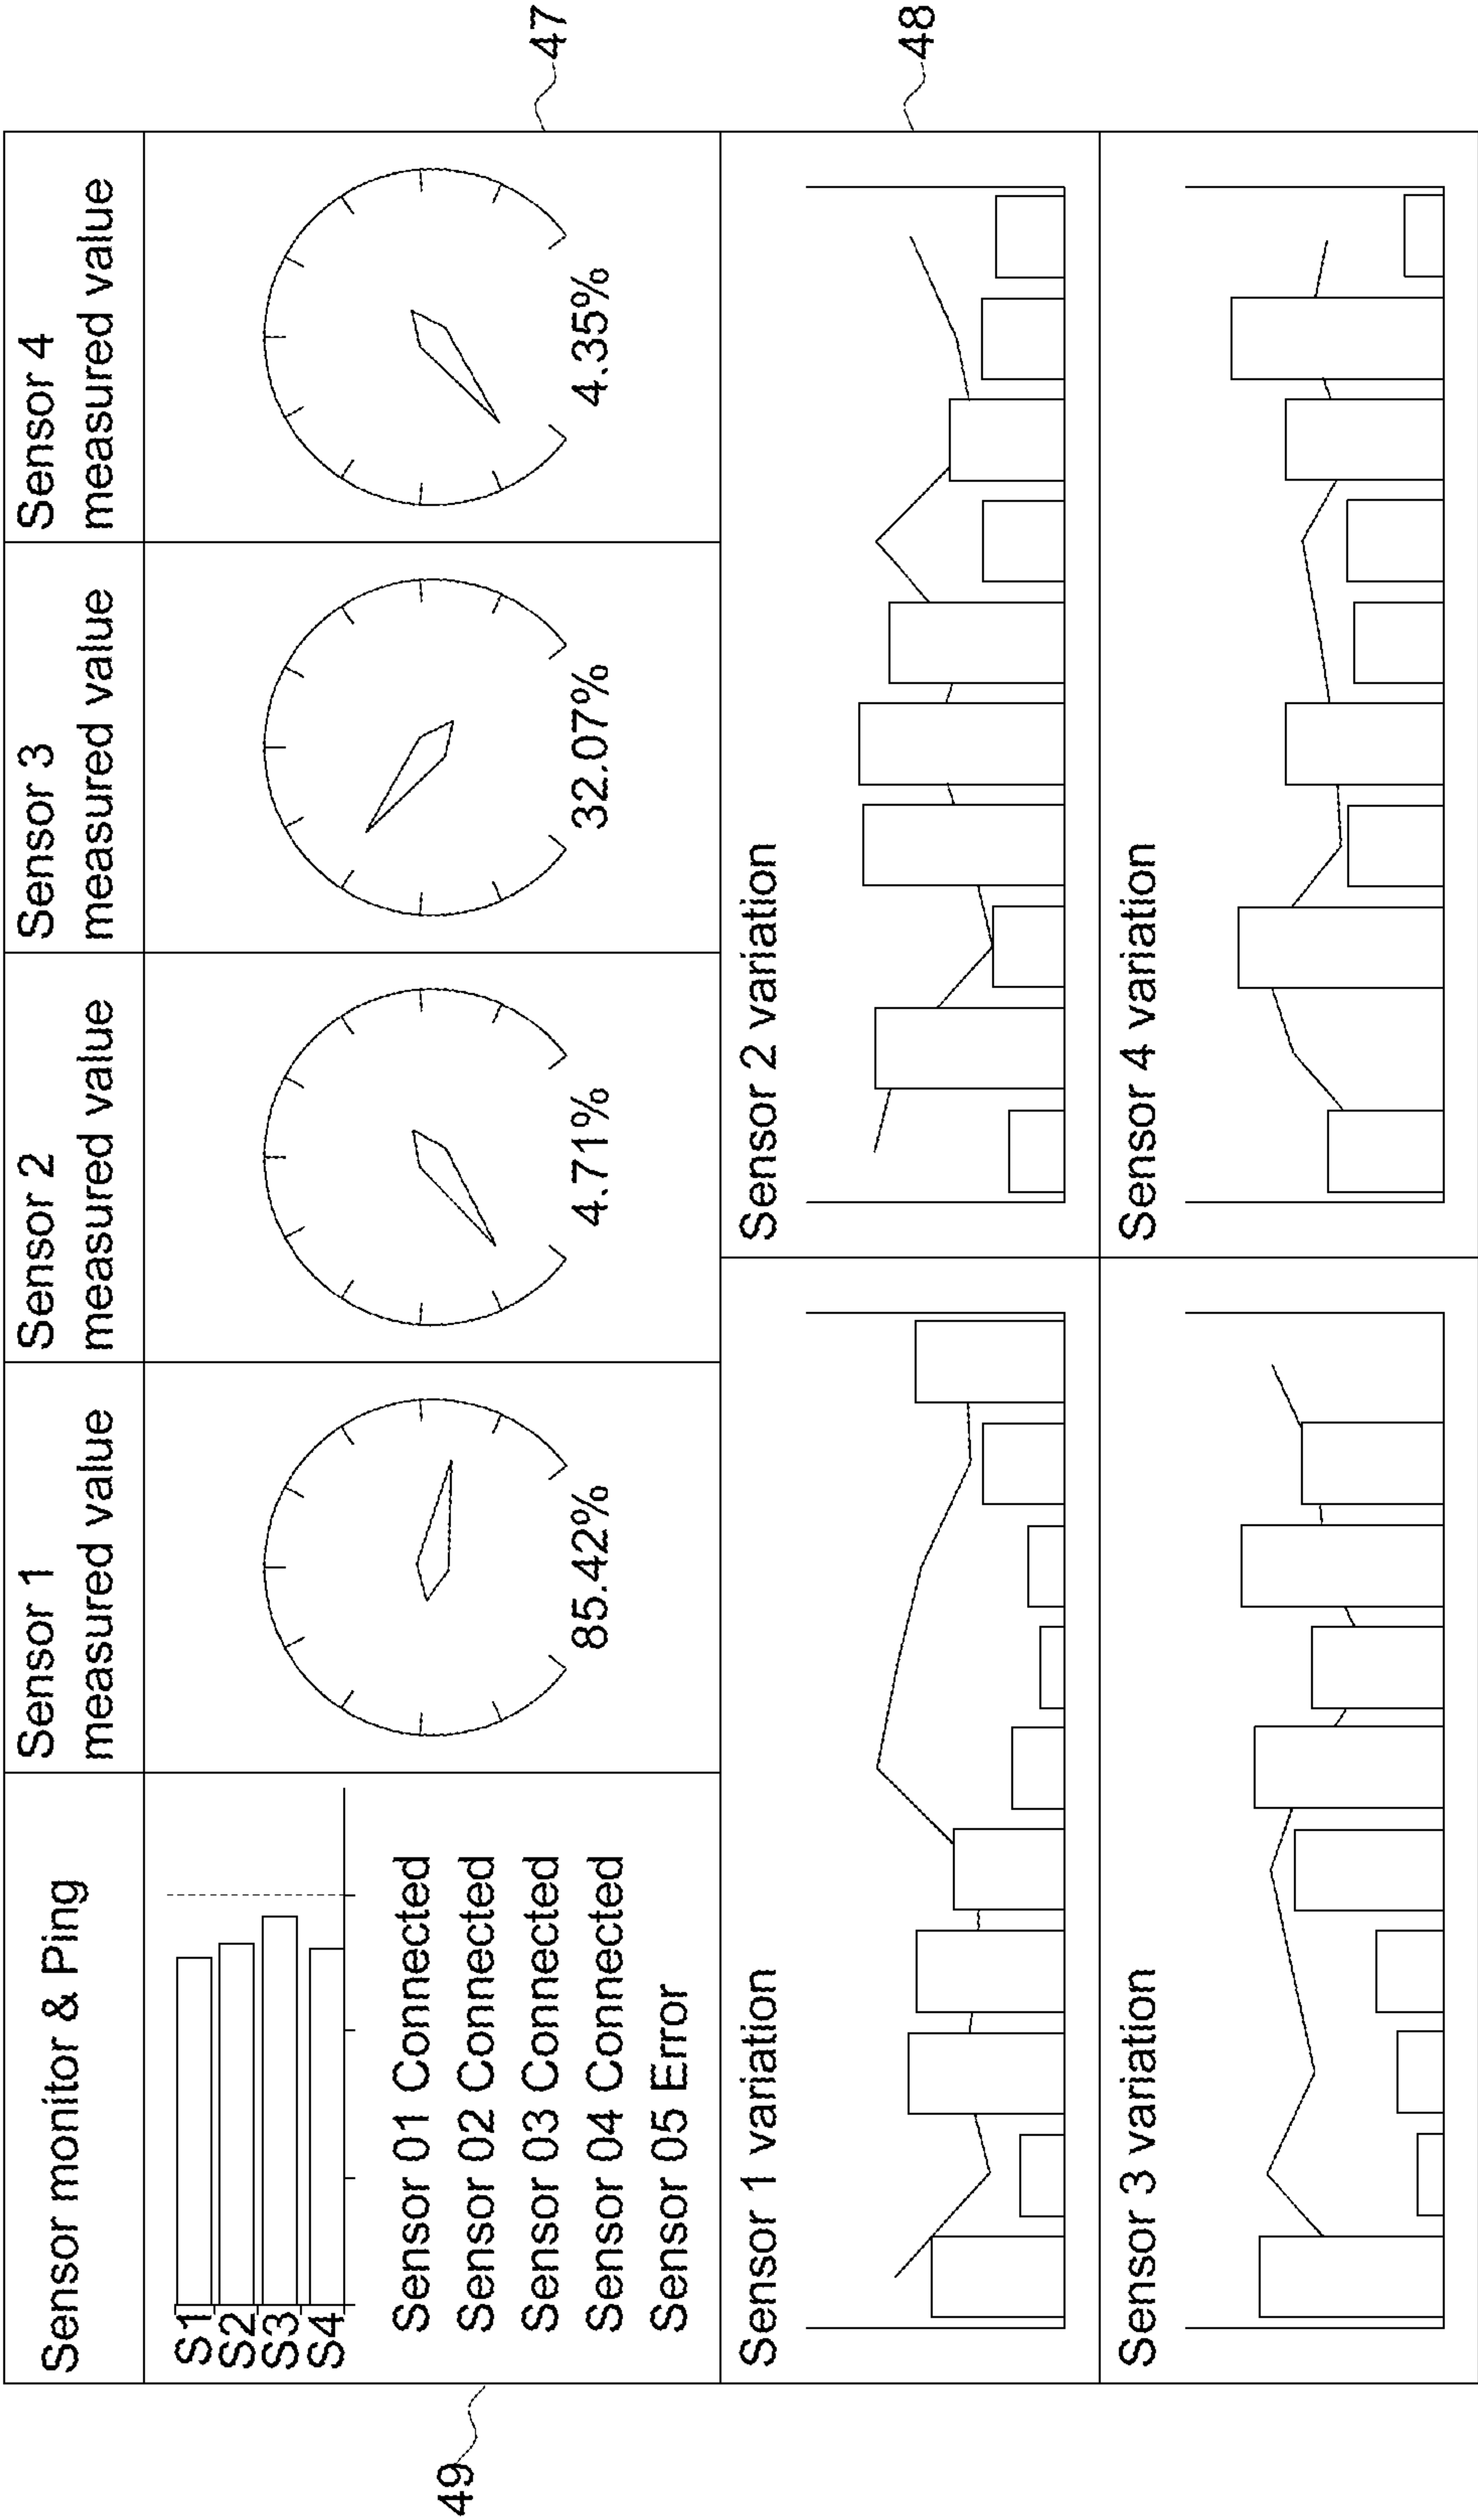 Sensor monitor & Ping
Sensor 1
measured value
Sensor 2
measured value
Sensor 3
measured value
Sensor 4
measured value
S1
S2
S3
S4
Sensor 01 Connected
Sensor 02 Connected
Sensor 03 Connected
Sensor 04 Connected
Sensor 05 Error
85.42%
4.71%
32.07%
4.35%
49
47
Sensor 1 variation
Sensor 2 variation
48
Sensor 3 variation
Sensor 4 variation